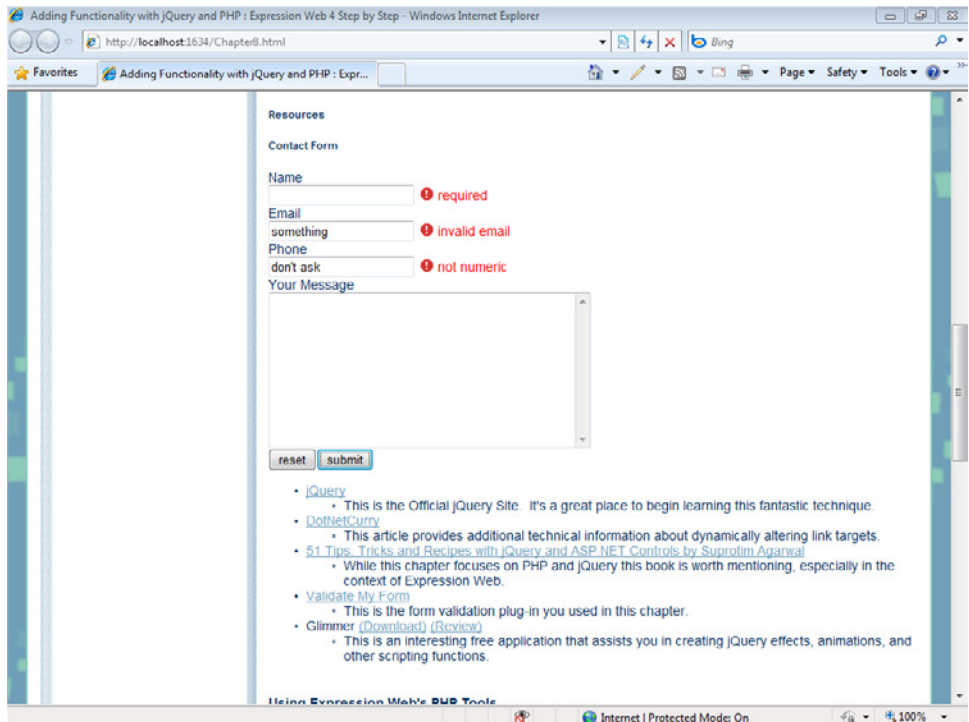 Adding Functionality with jQuery and PHP : Expression Web 4 Step by Step - Windows Internet Explorer
http://localhost:1634/Chapter8.html
Bing
Favorites
Adding Functionality with jQuery and PHP : Expr...
Page
Safety
Tools
Resources
Contact Form
Name
required
Email
something
invalid email
Phone
don't ask
not numeric
Your Message
reset
submit
• jQuery
• This is the Official jQuery Site. It's a great place to begin learning this fantastic technique.
• DotNetCurry
• This article provides additional technical information about dynamically altering link targets.
• 51 Tips, Tricks and Recipes with jQuery and ASP.NET Controls by Suprotim Agarwal
• While this chapter focuses on PHP and jQuery this book is worth mentioning, especially in the
context of Expression Web.
• Validate My Form
• This is the form validation plug-in you used in this chapter.
• Glimmer (Download) (Review)
• This is an interesting free application that assists you in creating jQuery effects, animations, and
other scripting functions.
Using Expression Web's PHP Tools
Internet | Protected Mode: On
100%